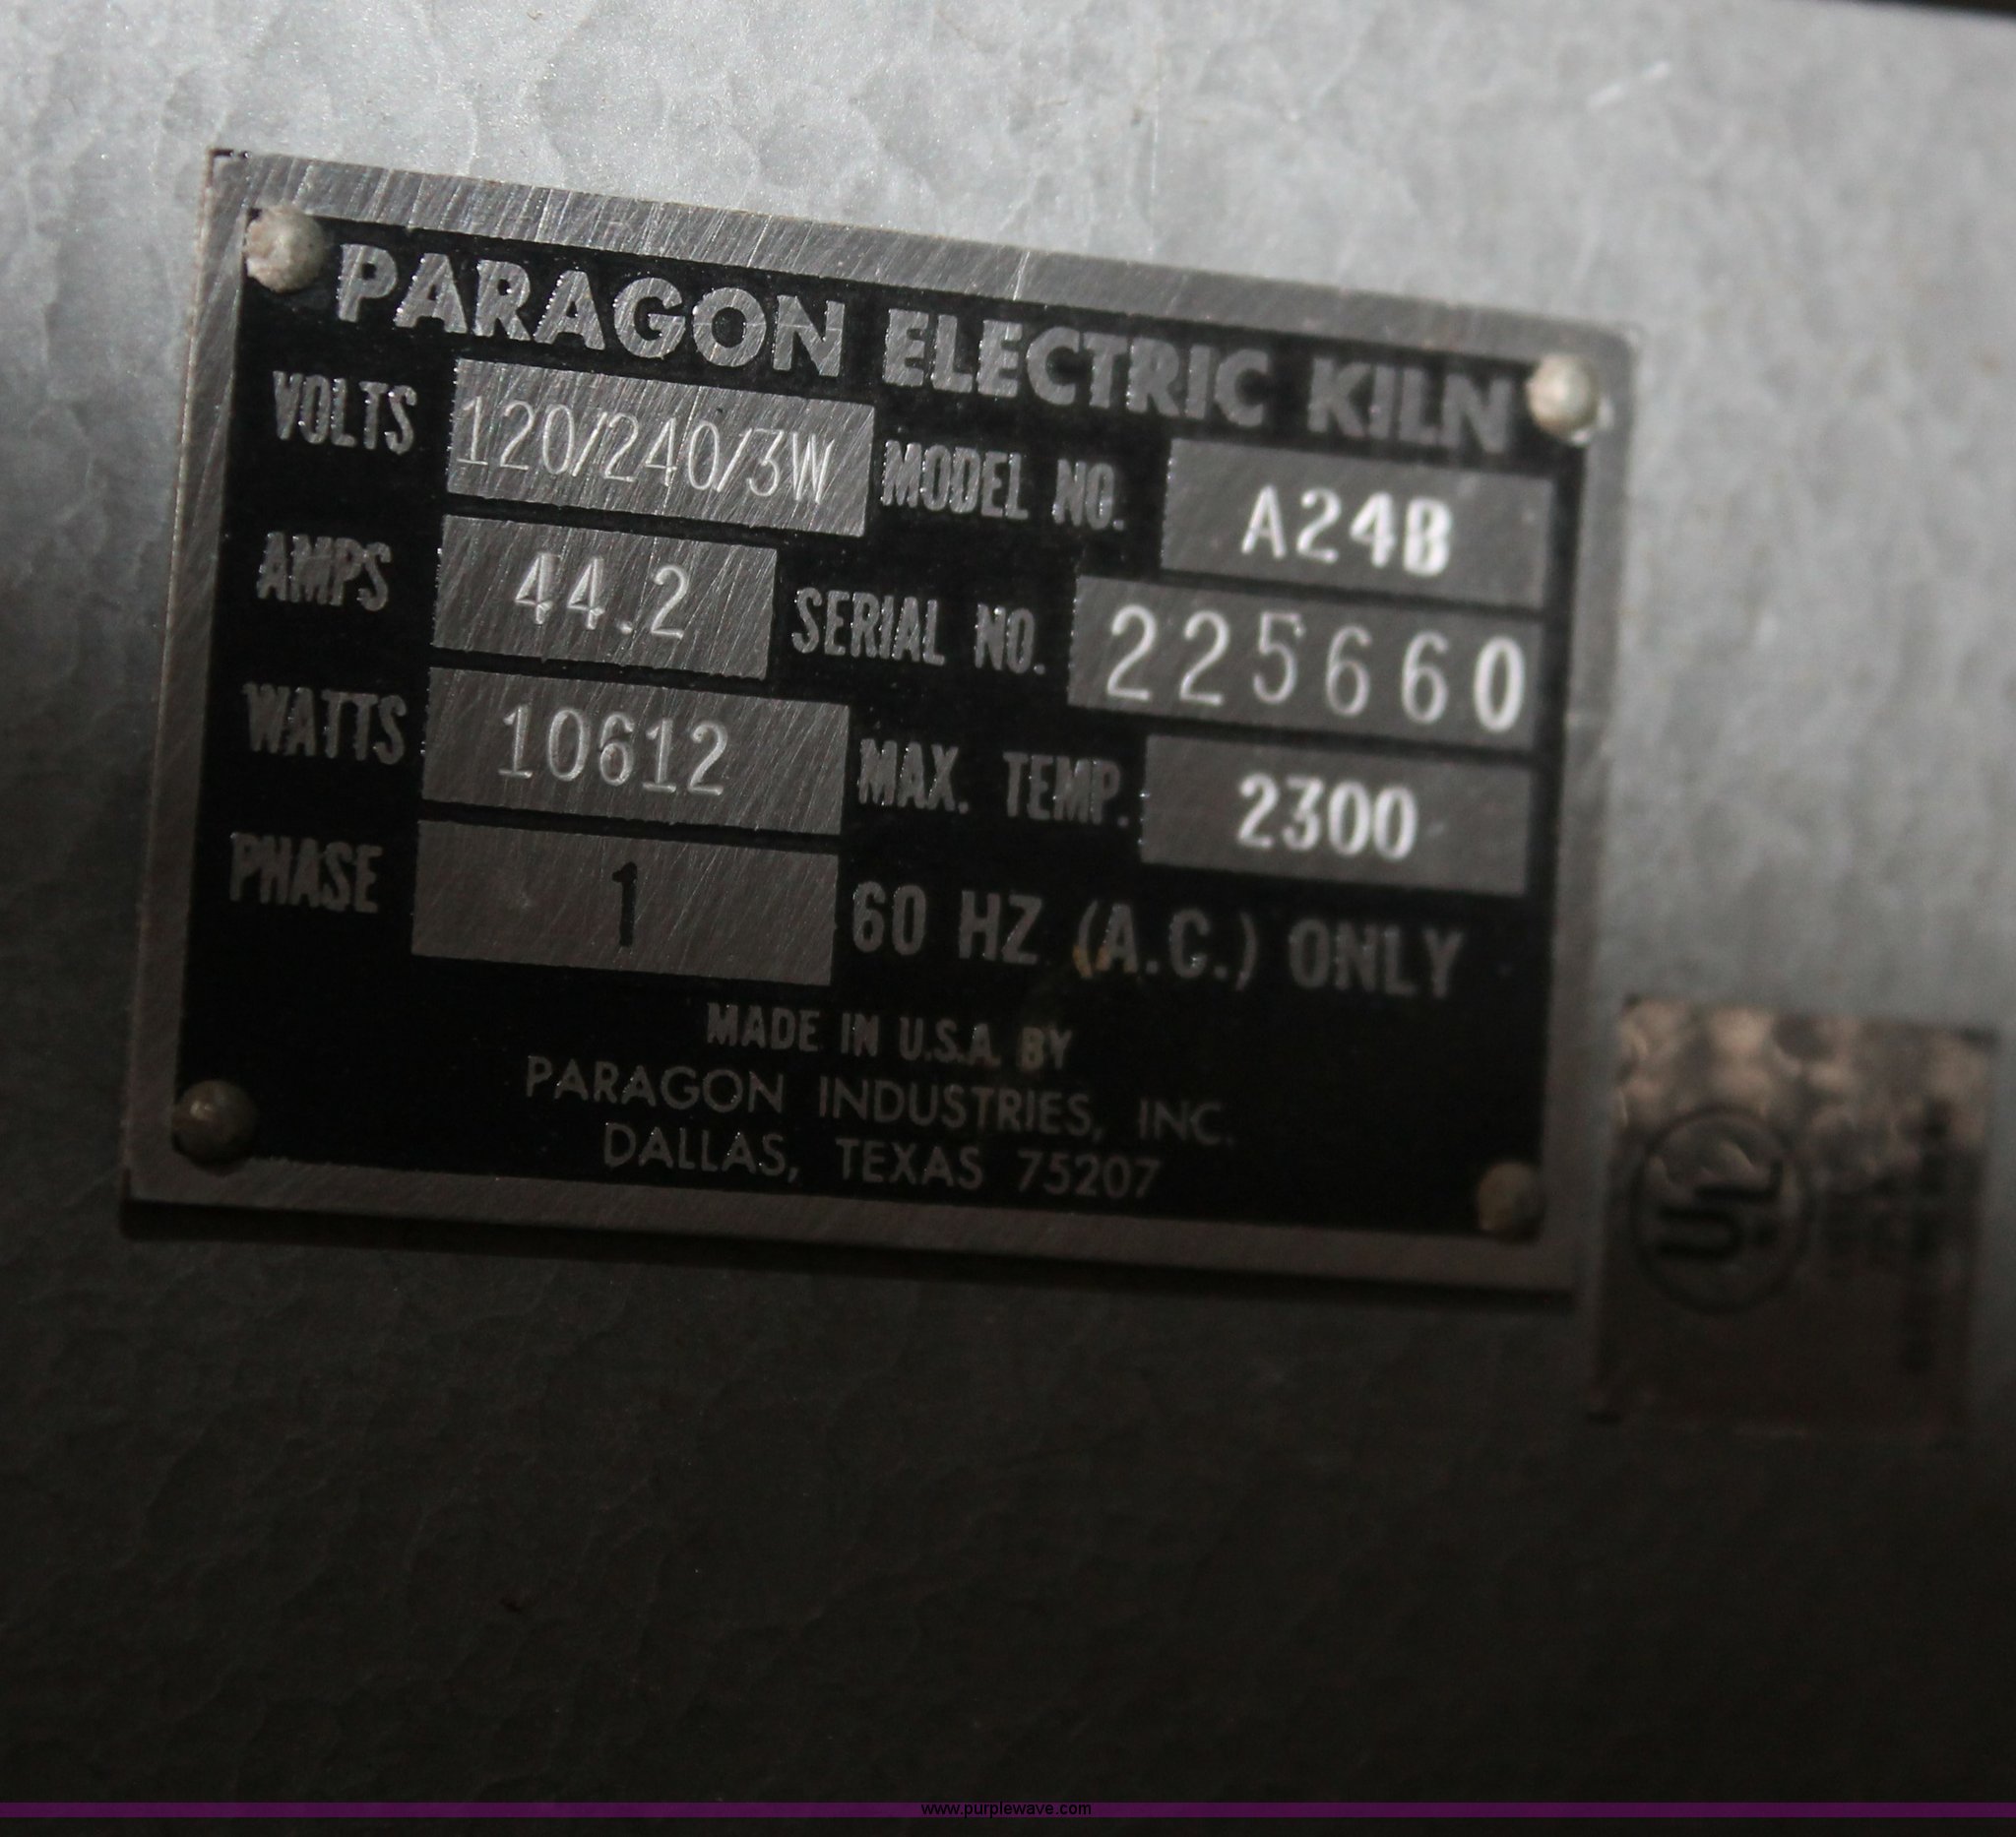 PARAGON ELECTRIC KILN
VOLTS 120/240/3W MODEL NO. A24B
AMPS 44.2 SERIAL NO. 225660
WATTS 10612 MAX. TEMP. 2300
PHASE 1 60 HZ (A.C.) ONLY
MADE IN U.S.A. BY
PARAGON INDUSTRIES, INC.
DALLAS, TEXAS 75207
UL
www.purplewave.com